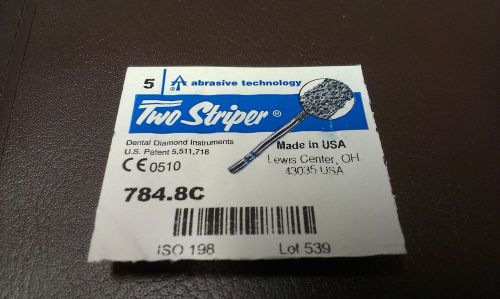 5 abrasive technology
Two Striper®
Dental Diamond Instruments
U.S. Patent 5,511,718
CE 0510
Made in USA
Lewis Center, OH
43035 USA
784.8C
ISO 198 Lot 539